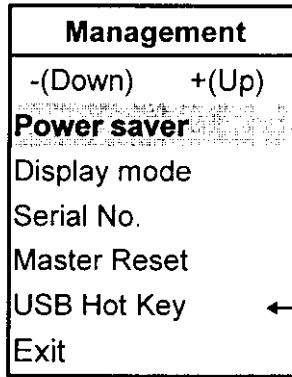 Management
-(Down) +(Up)
Power saver
Display mode
Serial No.
Master Reset
USB Hot Key ←
Exit